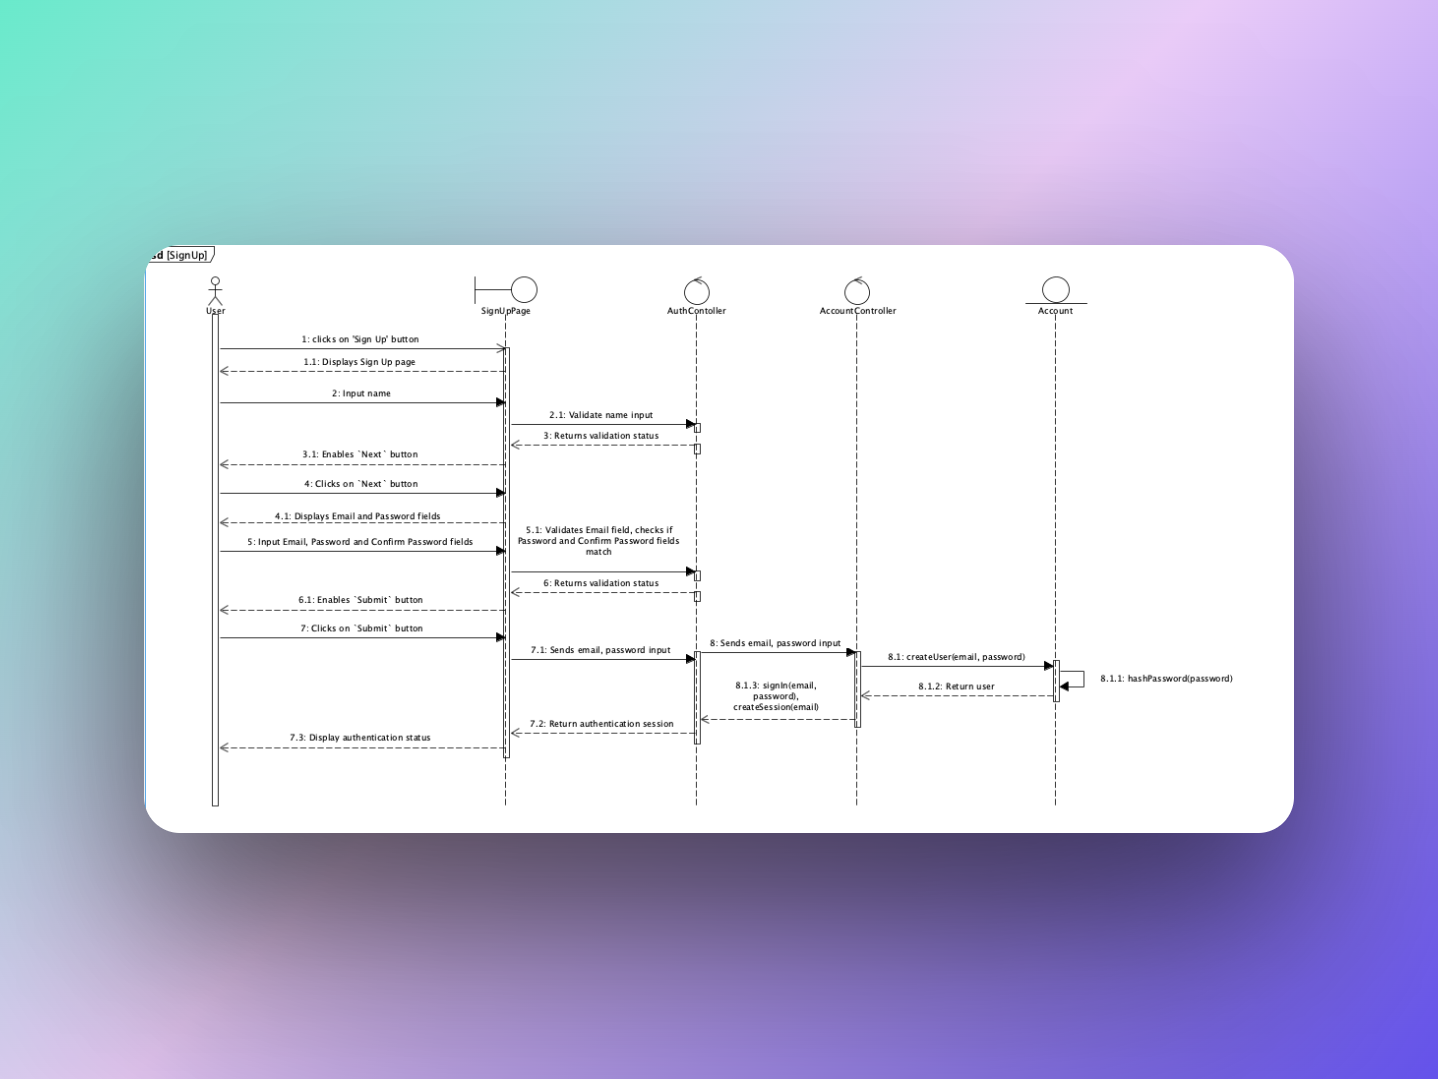 sd [SignUp]
User
SignUpPage
AuthContoller
AccountController
Account
1: clicks on 'Sign Up' button
1.1: Displays Sign Up page
2: Input name
2.1: Validate name input
3: Returns validation status
3.1: Enables `Next` button
4: Clicks on `Next` button
4.1: Displays Email and Password fields
5.1: Validates Email field, checks if
Password and Confirm Password fields
match
5: Input Email, Password and Confirm Password fields
6: Returns validation status
6.1: Enables `Submit` button
7: Clicks on `Submit` button
7.1: Sends email, password input
8: Sends email, password input
8.1: createUser(email, password)
8.1.1: hashPassword(password)
8.1.2: Return user
8.1.3: signIn(email,
password),
createSession(email)
7.2: Return authentication session
7.3: Display authentication status